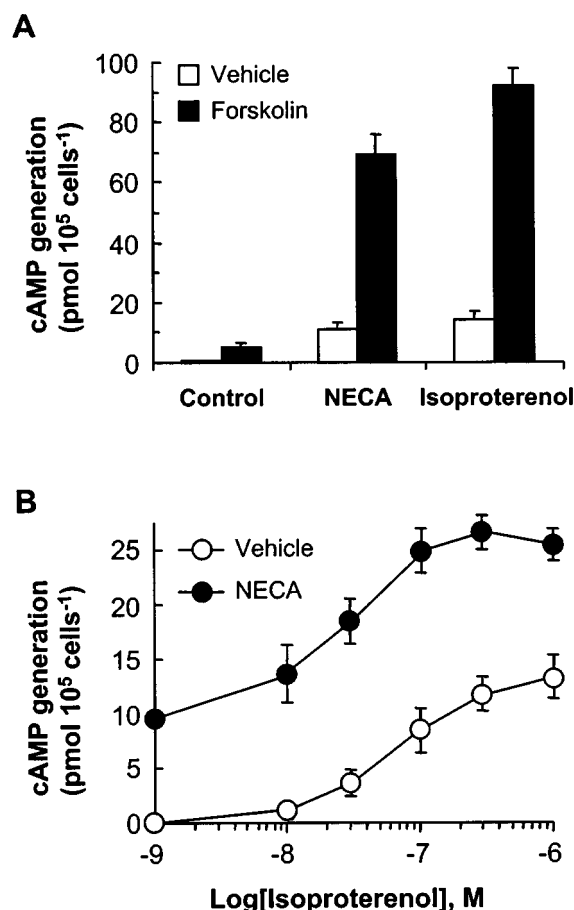 A
cAMP generation
(pmol 10⁵ cells⁻¹)
100
80
60
40
20
0
Vehicle
Forskolin
Control NECA Isoproterenol
B
cAMP generation
(pmol 10⁵ cells⁻¹)
25
20
15
10
5
0
Vehicle
NECA
-9 -8 -7 -6
Log[Isoproterenol], M